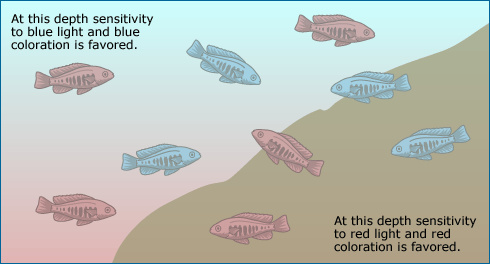 At this depth sensitivity
to blue light and blue
coloration is favored.
At this depth sensitivity
to red light and red
coloration is favored.